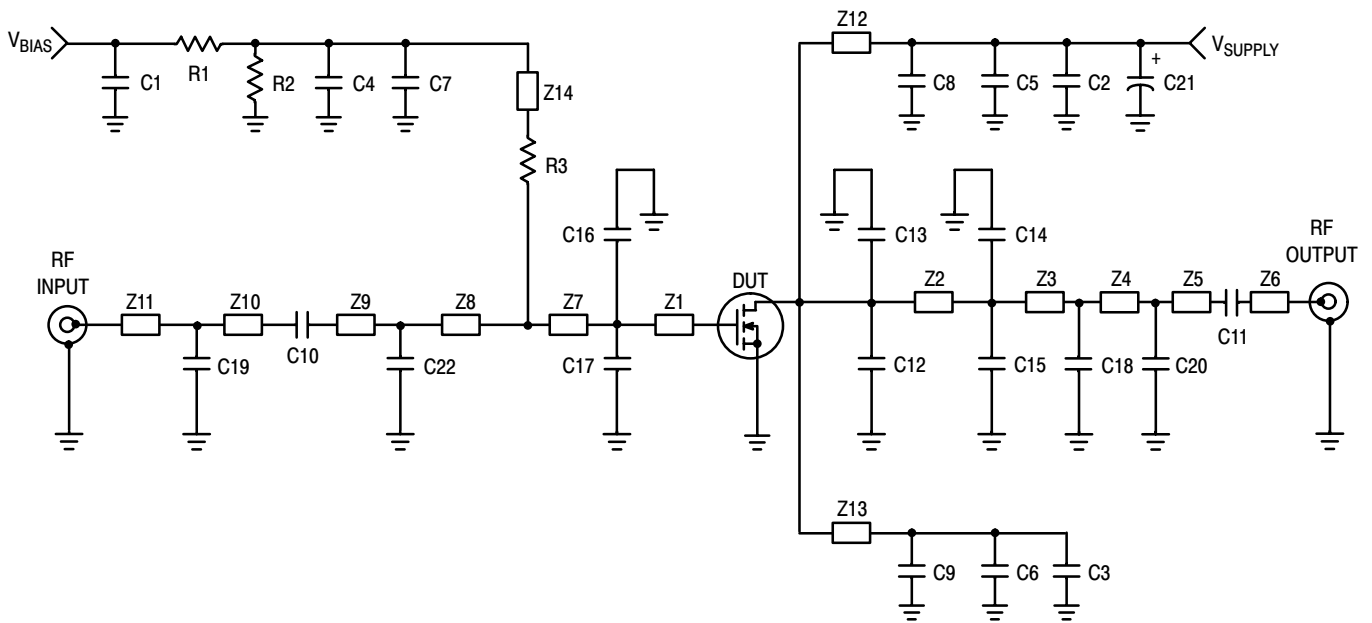 VBIAS
C1
R1
R2
C4
C7
Z14
R3
Z12
C8
C5
C2
+
C21
VSUPPLY
C16
C13
C14
RF
INPUT
RF
OUTPUT
DUT
Z11
Z10
Z9
Z8
Z7
Z1
Z2
Z3
Z4
Z5
Z6
C19
C10
C22
C17
C12
C15
C18
C20
C11
Z13
C9
C6
C3